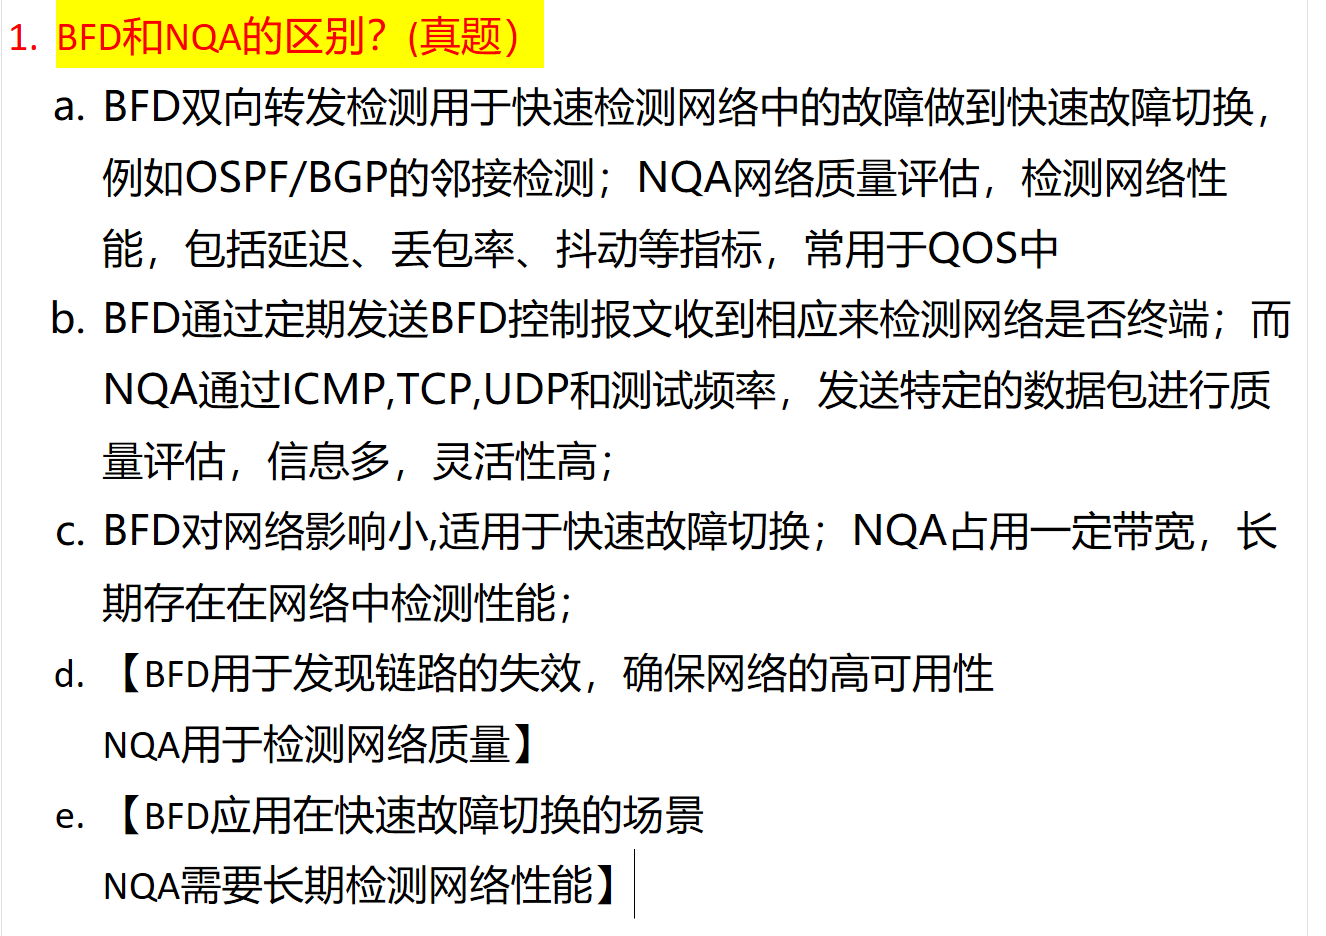 1. BFD和NQA的区别？(真题）
a. BFD双向转发检测用于快速检测网络中的故障做到快速故障切换，
例如OSPF/BGP的邻接检测；NQA网络质量评估，检测网络性
能，包括延迟、丢包率、抖动等指标，常用于QOS中
b. BFD通过定期发送BFD控制报文收到相应来检测网络是否终端；而
NQA通过ICMP,TCP,UDP和测试频率，发送特定的数据包进行质
量评估，信息多，灵活性高；
c. BFD对网络影响小,适用于快速故障切换；NQA占用一定带宽，长
期存在在网络中检测性能；
d. 【BFD用于发现链路的失效，确保网络的高可用性
NQA用于检测网络质量】
e. 【BFD应用在快速故障切换的场景
NQA需要长期检测网络性能】